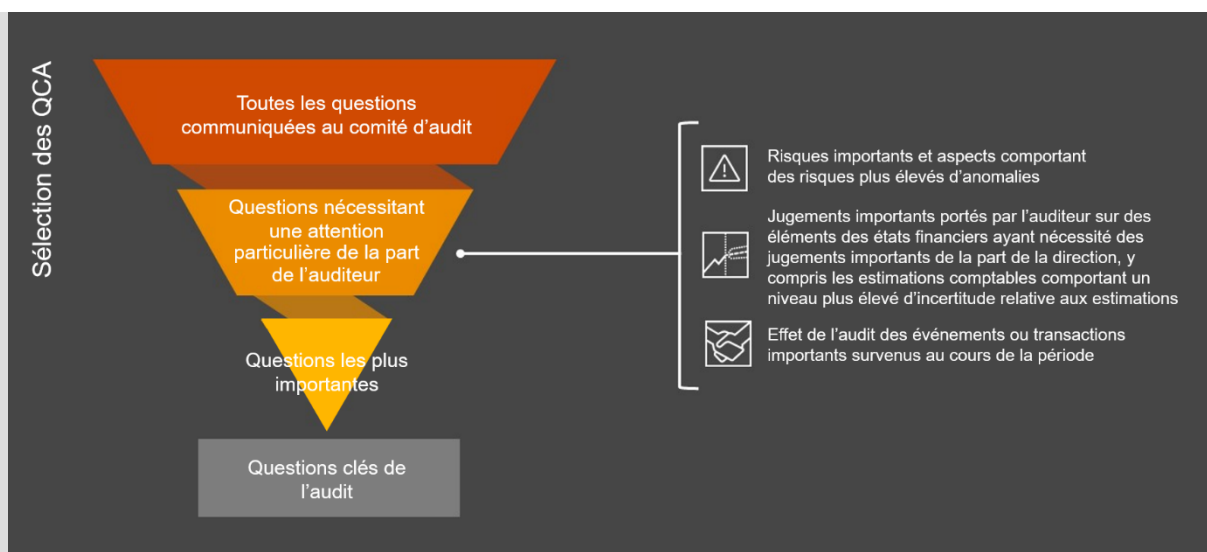 Sélection des QCA
Toutes les questions
communiquées au comité d'audit
Questions nécessitant
une attention
particulière de la part
de l'auditeur
Questions les plus
importantes
Questions clés de
l'audit
Risques importants et aspects comportant
des risques plus élevés d'anomalies
Jugements importants portés par l'auditeur sur des
éléments des états financiers ayant nécessité des
jugements importants de la part de la direction, y
compris les estimations comptables comportant un
niveau plus élevé d'incertitude relative aux estimations
Effet de l'audit des événements ou transactions
importants survenus au cours de la période